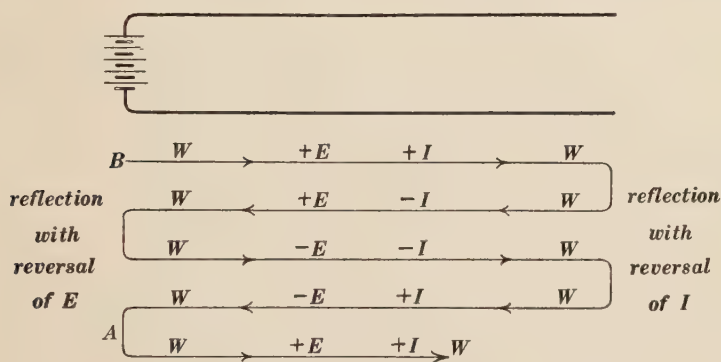 B W +E +I W
reflection with reversal of E
W +E −I W
reflection with reversal of I
W −E −I W
W −E +I W
A
W +E +I W